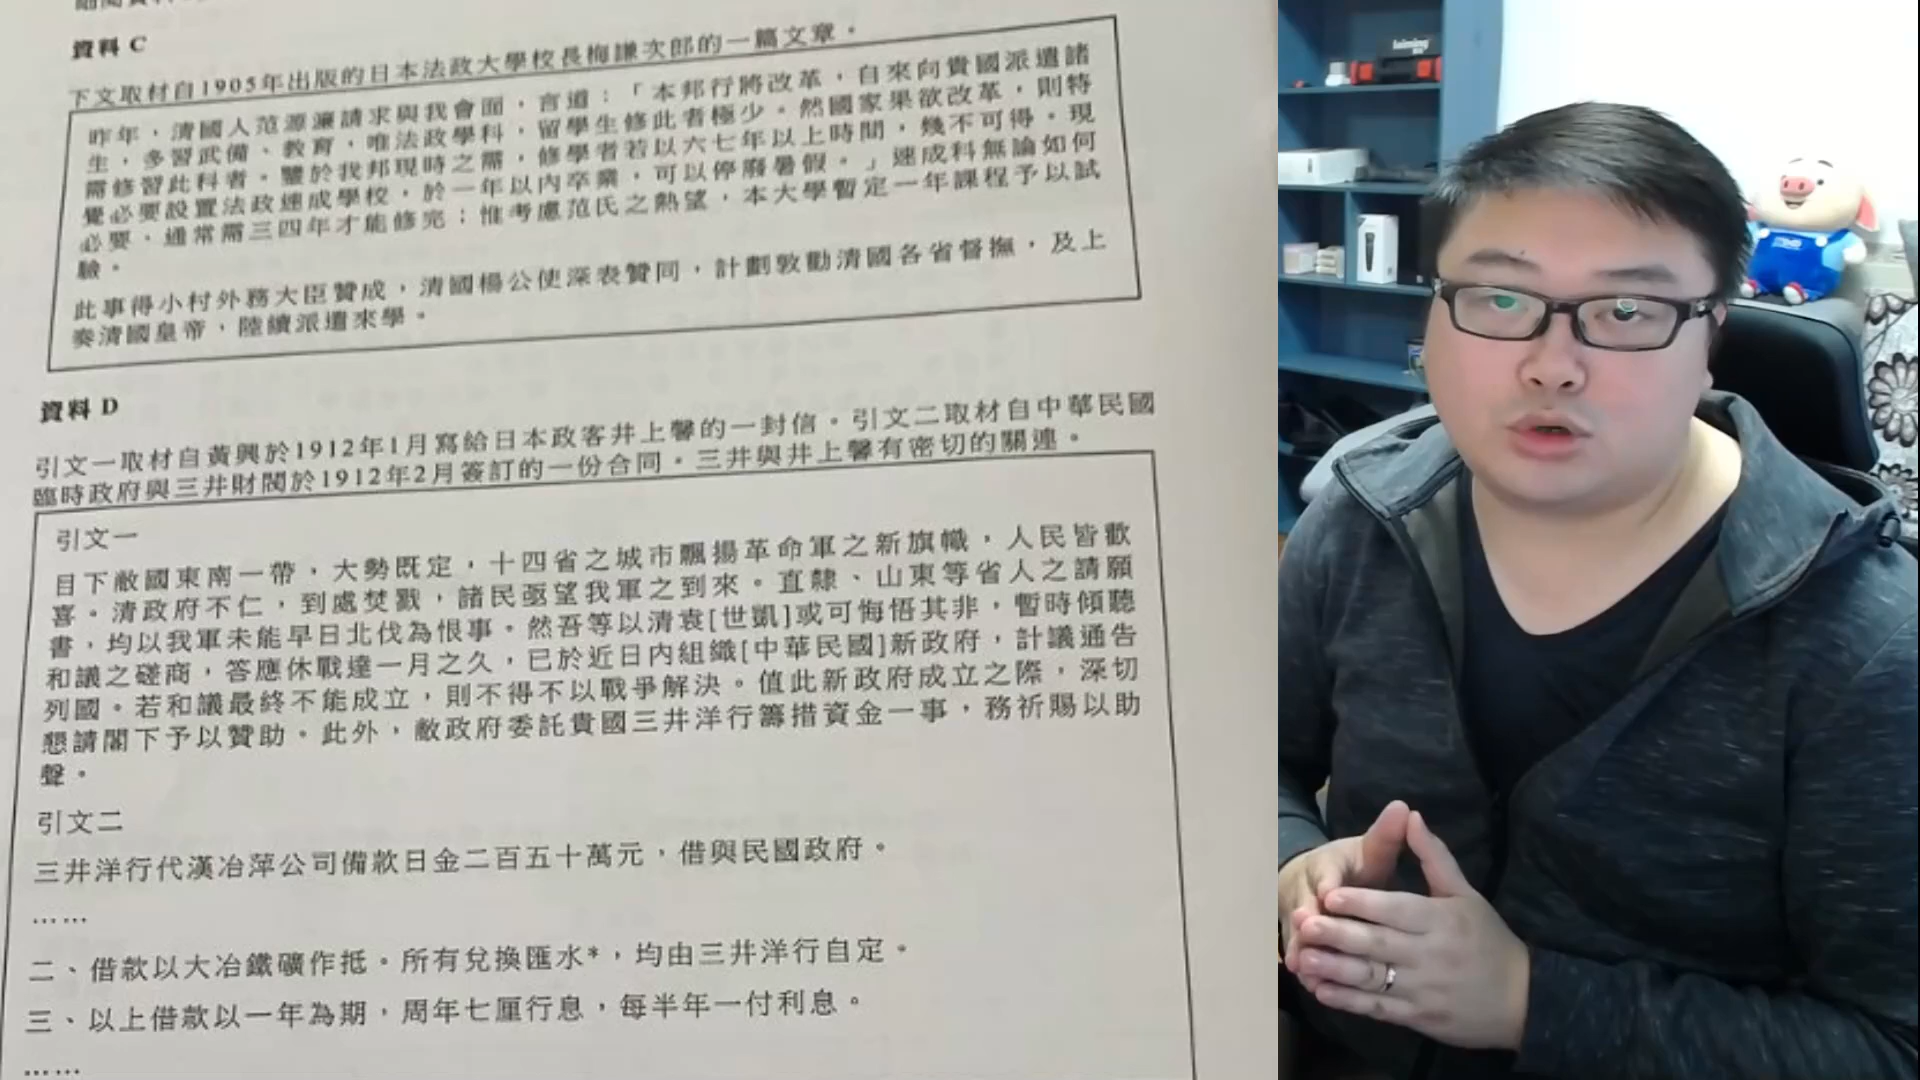 資料 C
下文取材自1905年出版的日本法政大學校長梅謙次郎的一篇文章。
昨年，清國人范源濂請求與我會面，言道：「本邦行將改革，自來向貴國派遣諸
生，多習武備、教育，唯法政學科，留學生修此者極少。然國家果欲改革，則特
需修習此科者。鑒於我邦現時之需，修學者若以六七年以上時間，幾不可得。現
覺必要設置法政速成學校，於一年以內卒業，可以停廢暑假。」速成科無論如何
必要，通常需三四年才能修完；惟考慮范氏之熱望，本大學暫定一年課程予以試
驗。
此事得小村外務大臣贊成，清國楊公使深表贊同，計劃敦勸清國各省督撫，及上
奏清國皇帝，陸續派遣來學。
資料 D
引文一取材自黃興於1912年1月寫給日本政客井上馨的一封信。引文二取材自中華民國
臨時政府與三井財閥於1912年2月簽訂的一份合同。三井與井上馨有密切的關連。
引文一
目下敝國東南一帶，大勢既定，十四省之城市飄揚革命軍之新旗幟，人民皆歡
喜。清政府不仁，到處焚戮，諸民亟望我軍之到來。直隸、山東等省人之請願
書，均以我軍未能早日北伐為恨事。然吾等以清袁[世凱]或可悔悟其非，暫時傾聽
和議之磋商，答應休戰達一月之久，已於近日內組織[中華民國]新政府，計議通告
列國。若和議最終不能成立，則不得不以戰爭解決。值此新政府成立之際，深切
懇請閣下予以贊助。此外，敝政府委託貴國三井洋行籌措資金一事，務祈賜以助
聲。
引文二
三井洋行代漢冶萍公司備款日金二百五十萬元，借與民國政府。
……
二、借款以大冶鐵礦作抵。所有兌換匯水*，均由三井洋行自定。
三、以上借款以一年為期，周年七厘行息，每半年一付利息。
……